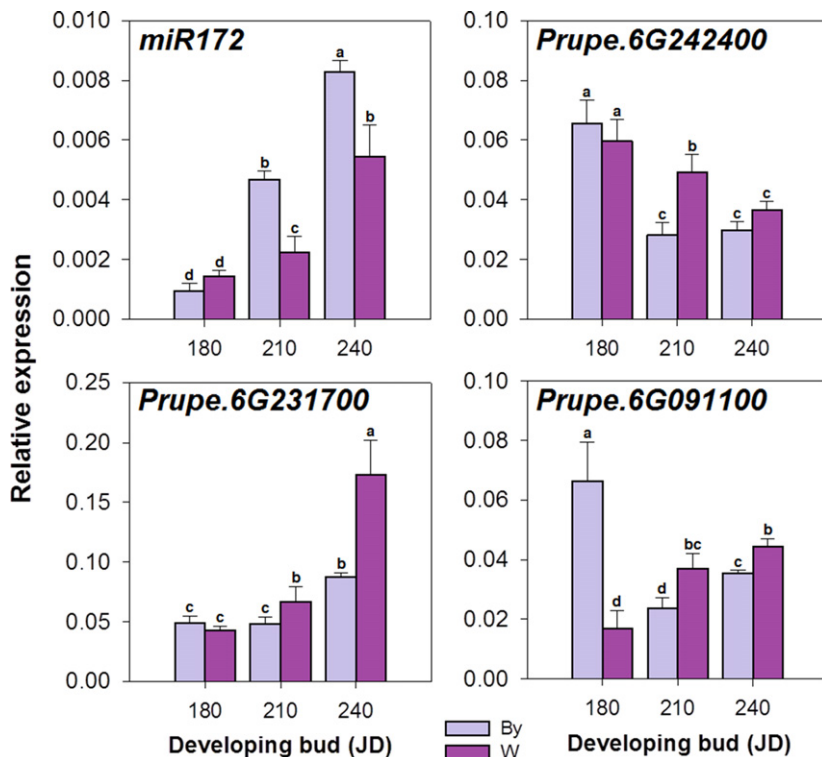 Relative expression
miR172
0.010
0.008
0.006
0.004
0.002
0.000
d d b c a b
180 210 240
Prupe.6G242400
0.10
0.08
0.06
0.04
0.02
0.00
a a c b c c
180 210 240
Prupe.6G231700
0.25
0.20
0.15
0.10
0.05
0.00
c c c b b a
180 210 240
Developing bud (JD)
Prupe.6G091100
0.10
0.08
0.06
0.04
0.02
0.00
a d d bc c b
180 210 240
Developing bud (JD)
By
W